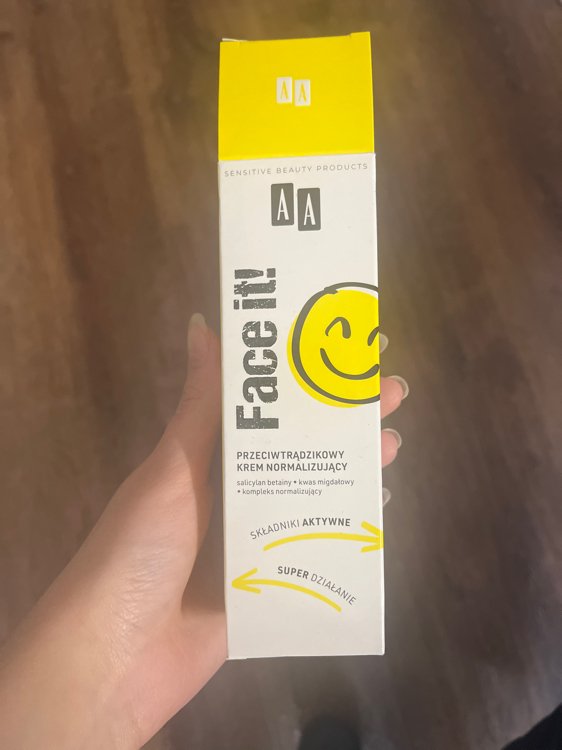 AA
SENSITIVE BEAUTY PRODUCTS
AA
Face it!
PRZECIWTRĄDZIKOWY
KREM NORMALIZUJĄCY
salicylan betainy • kwas migdałowy
• kompleks normalizujący
SKŁADNIKI AKTYWNE
SUPER DZIAŁANIE